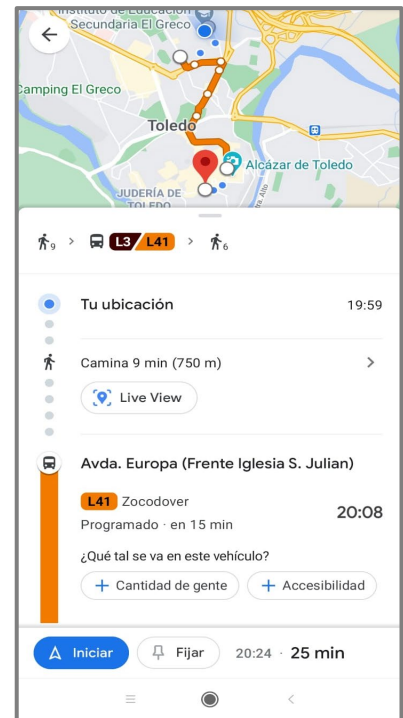 Instituto de Educación
Secundaria El Greco
Camping El Greco
Toledo
Alcázar de Toledo
JUDERÍA DE
TOLEDO
9 > L3 L41 > 6
Tu ubicación 19:59
Camina 9 min (750 m)
Live View
Avda. Europa (Frente Iglesia S. Julian)
L41 Zocodover
20:08
Programado · en 15 min
¿Qué tal se va en este vehículo?
+ Cantidad de gente + Accesibilidad
Iniciar Fijar 20:24 · 25 min